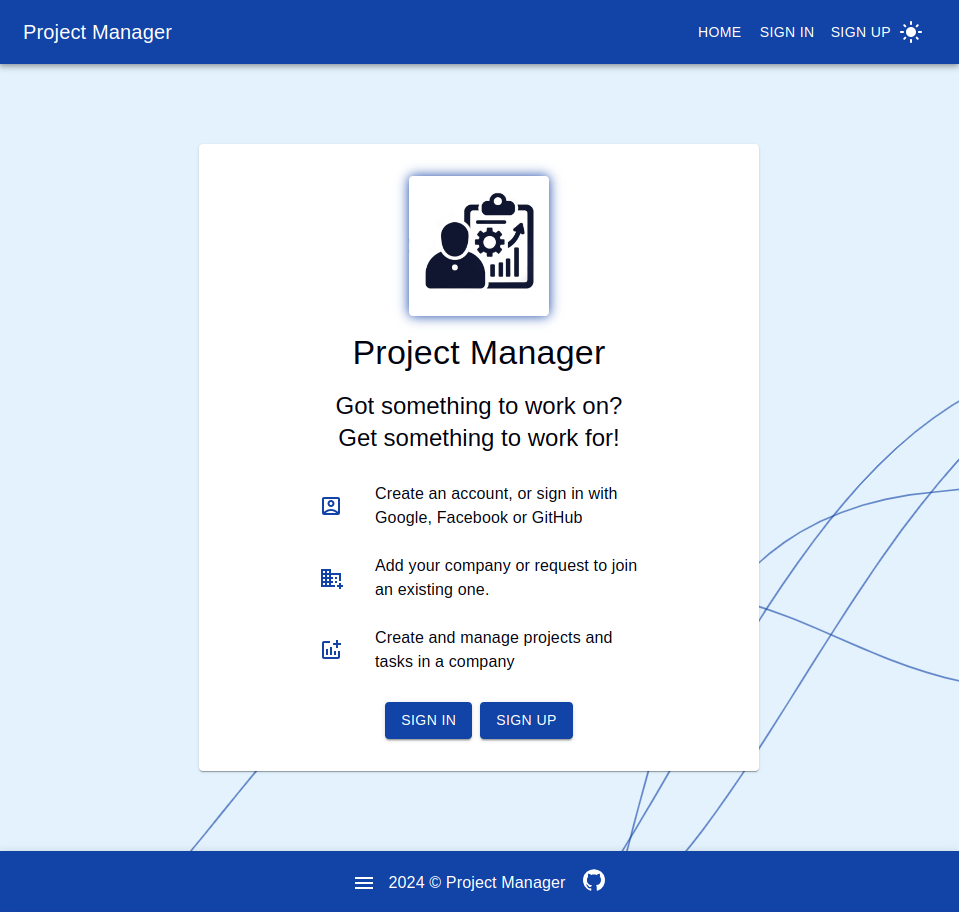 Project Manager
HOME SIGN IN SIGN UP
Project Manager
Got something to work on?
Get something to work for!
Create an account, or sign in with
Google, Facebook or GitHub
Add your company or request to join
an existing one.
Create and manage projects and
tasks in a company
SIGN IN SIGN UP
2024 © Project Manager